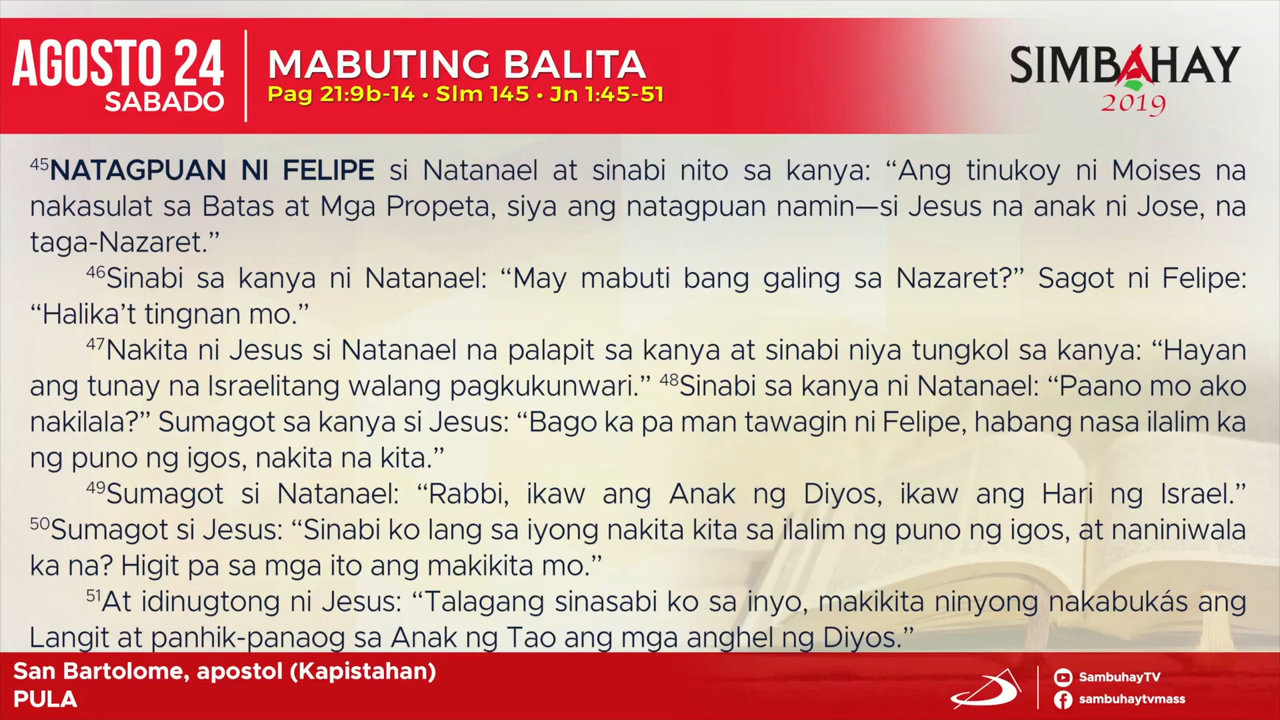 AGOSTO 24
SABADO
MABUTING BALITA
Pag 21:9b-14 • Slm 145 • Jn 1:45-51
SIMBAHAY
2019
45NATAGPUAN NI FELIPE si Natanael at sinabi nito sa kanya: “Ang tinukoy ni Moises na
nakasulat sa Batas at Mga Propeta, siya ang natagpuan namin—si Jesus na anak ni Jose, na
taga-Nazaret.”
46Sinabi sa kanya ni Natanael: “May mabuti bang galing sa Nazaret?” Sagot ni Felipe:
“Halika’t tingnan mo.”
47Nakita ni Jesus si Natanael na palapit sa kanya at sinabi niya tungkol sa kanya: “Hayan
ang tunay na Israelitang walang pagkukunwari.” 48Sinabi sa kanya ni Natanael: “Paano mo ako
nakilala?” Sumagot sa kanya si Jesus: “Bago ka pa man tawagin ni Felipe, habang nasa ilalim ka
ng puno ng igos, nakita na kita.”
49Sumagot si Natanael: “Rabbi, ikaw ang Anak ng Diyos, ikaw ang Hari ng Israel.”
50Sumagot si Jesus: “Sinabi ko lang sa iyong nakita kita sa ilalim ng puno ng igos, at naniniwala
ka na? Higit pa sa mga ito ang makikita mo.”
51At idinugtong ni Jesus: “Talagang sinasabi ko sa inyo, makikita ninyong nakabukás ang
Langit at panhik-panaog sa Anak ng Tao ang mga anghel ng Diyos.”
San Bartolome, apostol (Kapistahan)
PULA
SambuhayTV
sambuhaytvmass